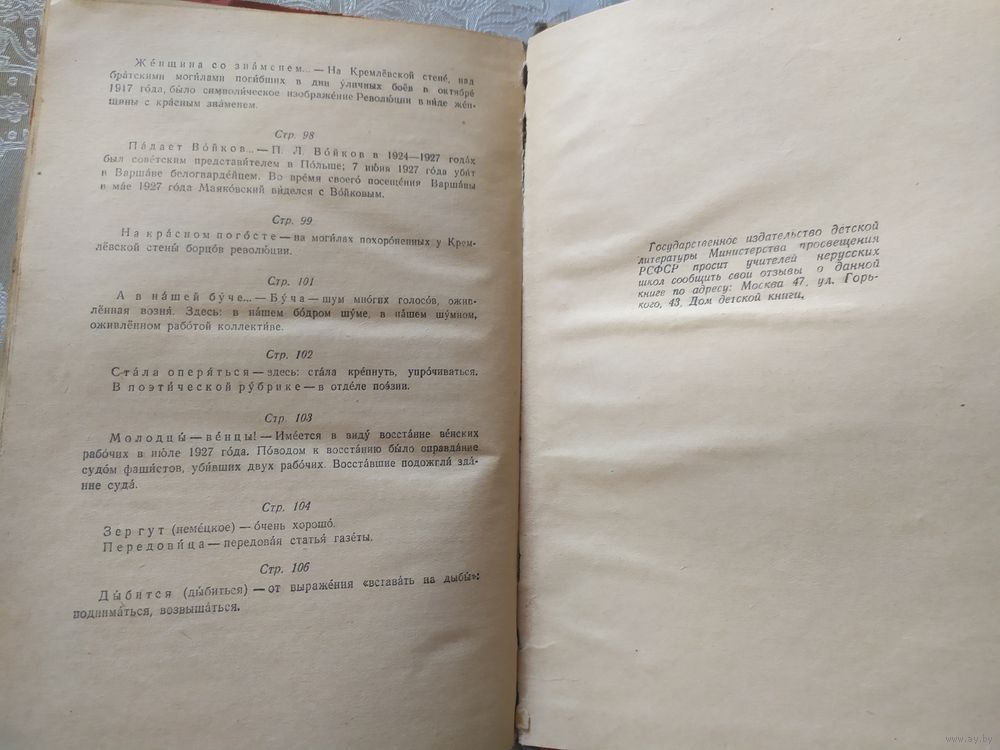 Же́нщина со зна́менем... — На Кремлёвской стене́, над
бра́тскими моги́лами поги́бших в дни у́личных боёв в октябре́
1917 го́да, бы́ло символи́ческое изображе́ние Револю́ции в ви́де же́н-
щины с кра́сным зна́менем.
Стр. 98
Па́дает Во́йков... — П. Л. Во́йков в 1924—1927 года́х
был сове́тским представи́телем в По́льше; 7 ию́ня 1927 го́да уби́т
в Варша́ве белогварде́йцем. Во вре́мя своего́ посеще́ния Варша́вы
в ма́е 1927 го́да Маяко́вский ви́делся с Во́йковым.
Стр. 99
На кра́сном пого́сте — на моги́лах похоро́ненных у Крем-
лёвской стены́ борцо́в револю́ции.
Стр. 101
А в на́шей бу́че... — Бу́ча — шум мно́гих голосо́в, ожив-
лённая возня́. Здесь: в на́шем бо́дром шу́ме, в на́шем шу́мном,
оживлённом рабо́той коллекти́ве.
Стр. 102
Ста́ла оперя́ться — здесь: ста́ла кре́пнуть, упро́чиваться.
В поэти́ческой ру́брике — в отде́ле поэ́зии.
Стр. 103
Молодцы́ — ве́нцы! — Име́ется в виду́ восста́ние ве́нских
рабо́чих в ию́ле 1927 го́да. По́водом к восста́нию бы́ло оправда́ние
судо́м фаши́стов, уби́вших двух рабо́чих. Восста́вшие подожгли́ зда́-
ние суда́.
Стр. 104
Зер гут (неме́цкое) — о́чень хорошо́.
Передови́ца — передова́я статья́ газе́ты.
Стр. 106
Ды́бится (ды́биться) — от выраже́ния «встава́ть на дыбы́»:
поднима́ться, возвыша́ться.
Государственное издательство детской
литературы Министерства просвещения
РСФСР просит учителей нерусских
школ сообщить свои отзывы о данной
книге по адресу: Москва 47, ул. Горь-
кого, 43, Дом детской книги.
www.ay.by